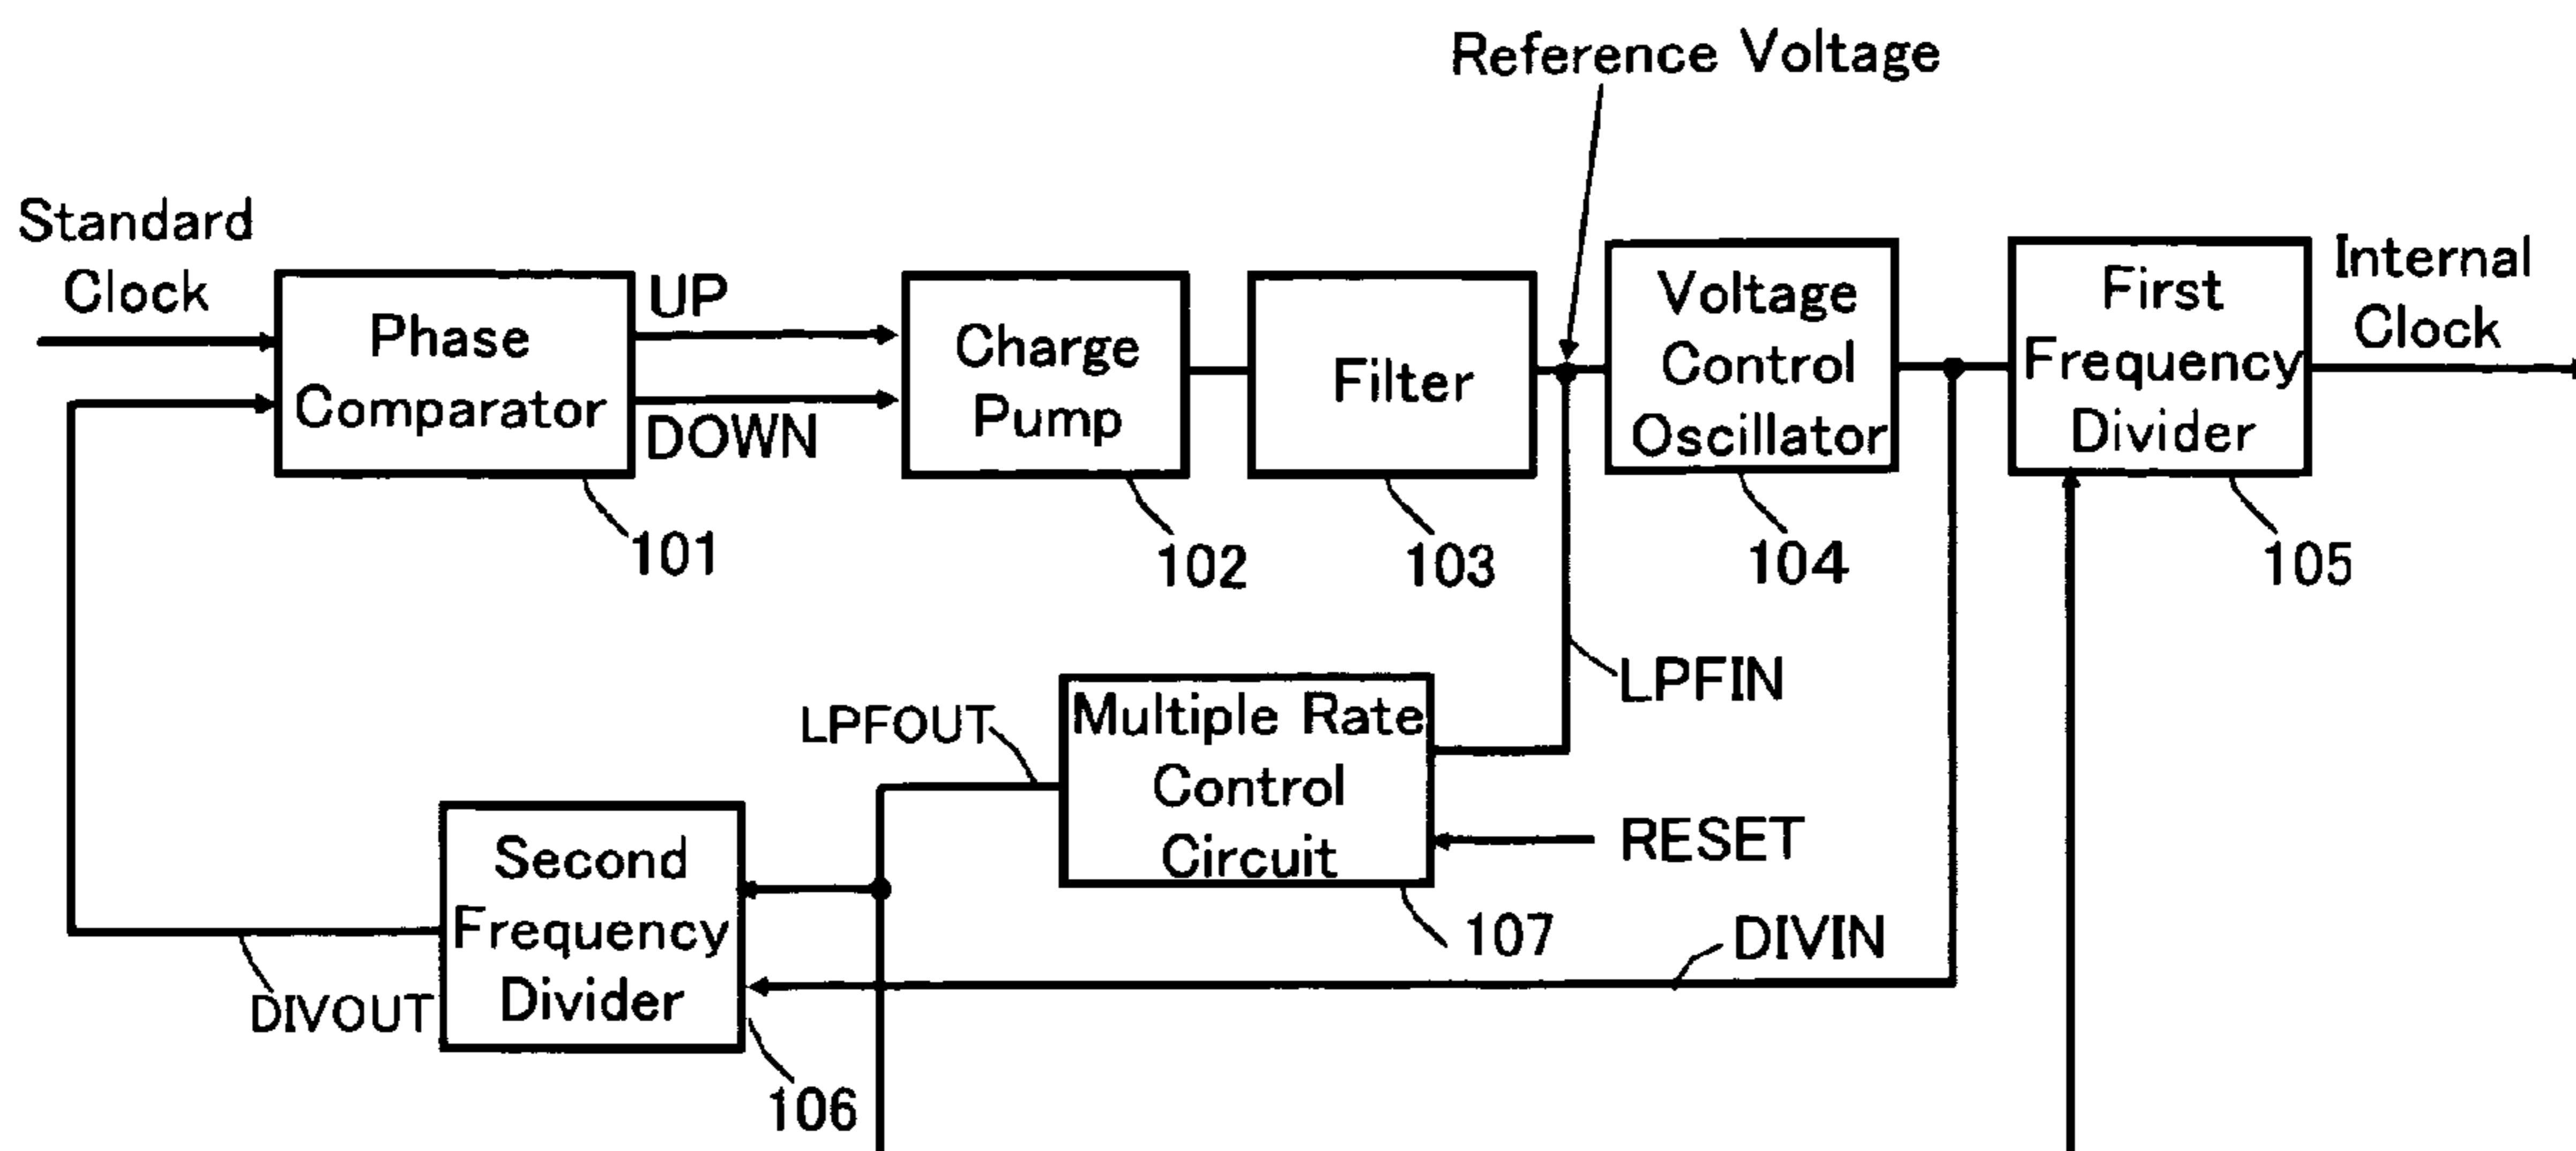 Reference Voltage
Standard
Clock
Phase
Comparator
UP
DOWN
Charge
Pump
Filter
Voltage
Control
Oscillator
First
Frequency
Divider
Internal
Clock
101
102
103
104
105
LPFIN
LPFOUT
Multiple Rate
Control
Circuit
RESET
107
DIVIN
Second
Frequency
Divider
DIVOUT
106